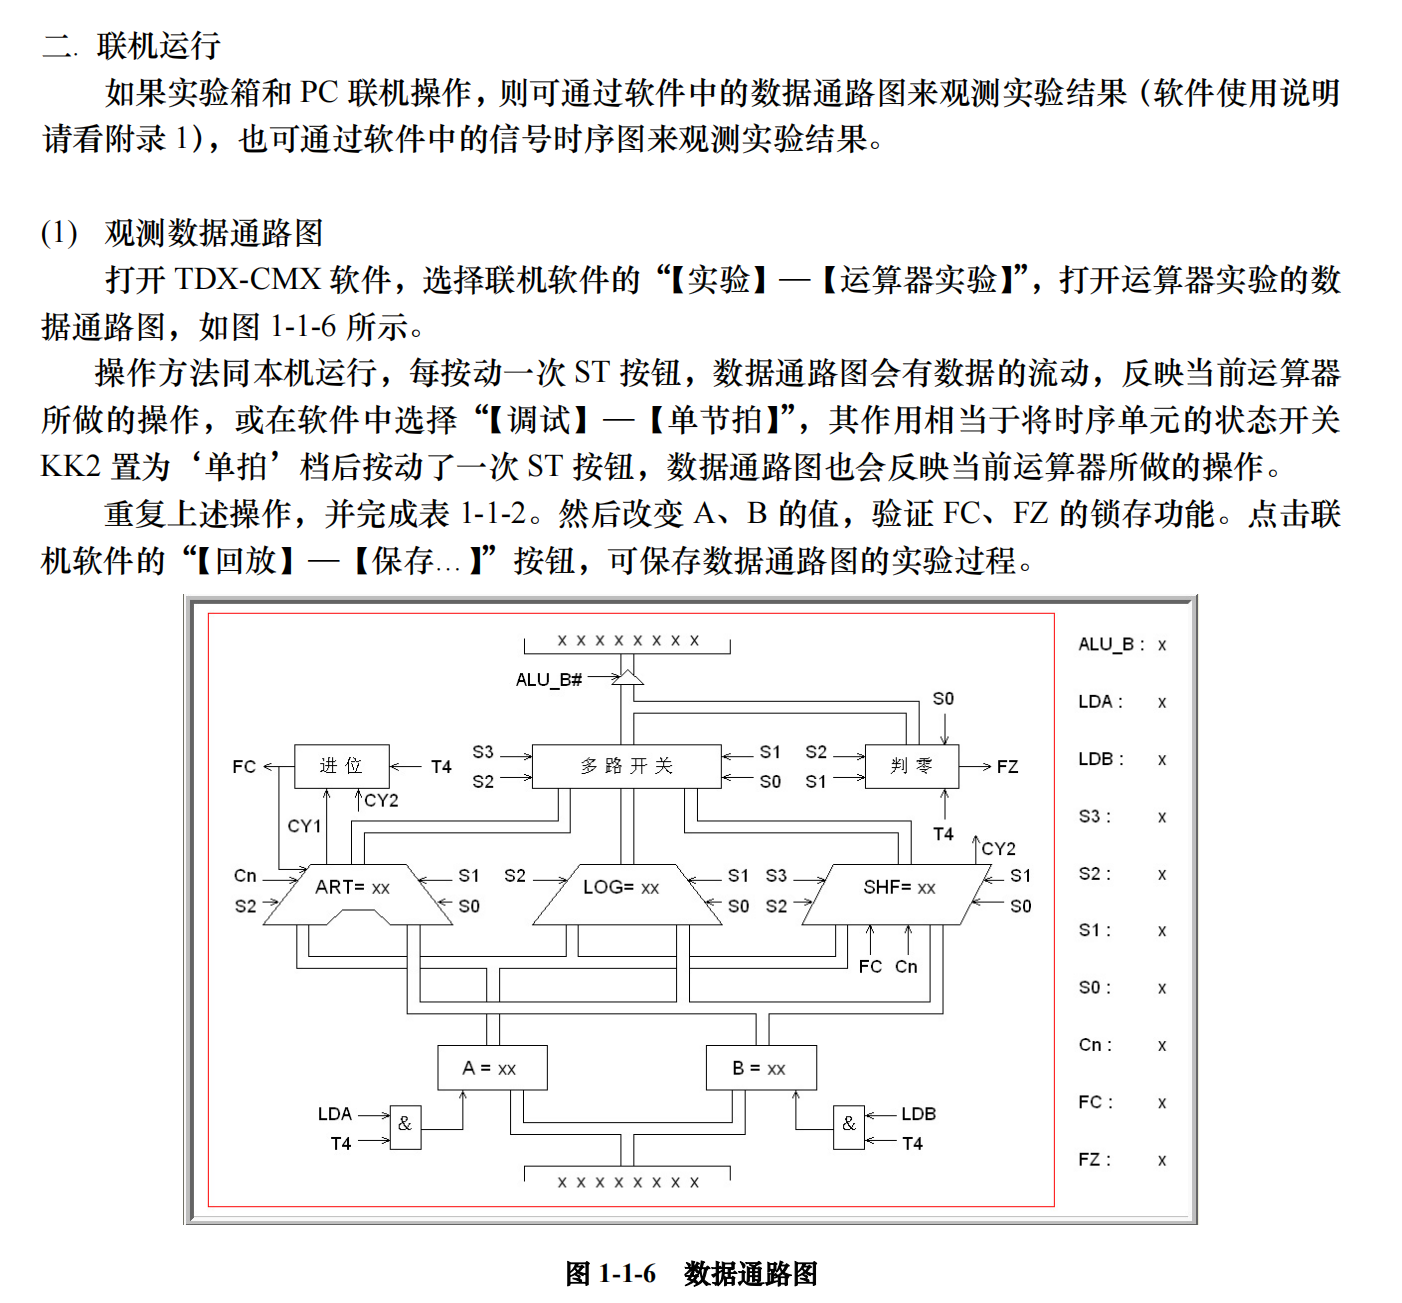 二. 联机运行
如果实验箱和 PC 联机操作，则可通过软件中的数据通路图来观测实验结果（软件使用说明
请看附录 1），也可通过软件中的信号时序图来观测实验结果。
(1) 观测数据通路图
打开 TDX-CMX 软件，选择联机软件的“【实验】—【运算器实验】”，打开运算器实验的数
据通路图，如图 1-1-6 所示。
操作方法同本机运行，每按动一次 ST 按钮，数据通路图会有数据的流动，反映当前运算器
所做的操作，或在软件中选择“【调试】—【单节拍】”，其作用相当于将时序单元的状态开关
KK2 置为‘单拍’档后按动了一次 ST 按钮，数据通路图也会反映当前运算器所做的操作。
重复上述操作，并完成表 1-1-2。然后改变 A、B 的值，验证 FC、FZ 的锁存功能。点击联
机软件的“【回放】—【保存…】”按钮，可保存数据通路图的实验过程。
X X X X X X X X
ALU_B#
S0
S3
S2
多路开关
S1
S0
S2
S1
判零
FZ
T4
FC
进位
T4
CY1
CY2
CY2
Cn
S2
ART= xx
S1
S0
S2
LOG= xx
S1
S0
S3
S2
SHF= xx
S1
S0
FC Cn
A = xx
B = xx
LDA
T4
&
&
LDB
T4
X X X X X X X X
ALU_B : x
LDA : x
LDB : x
S3 : x
S2 : x
S1 : x
S0 : x
Cn : x
FC : x
FZ : x
图 1-1-6 数据通路图